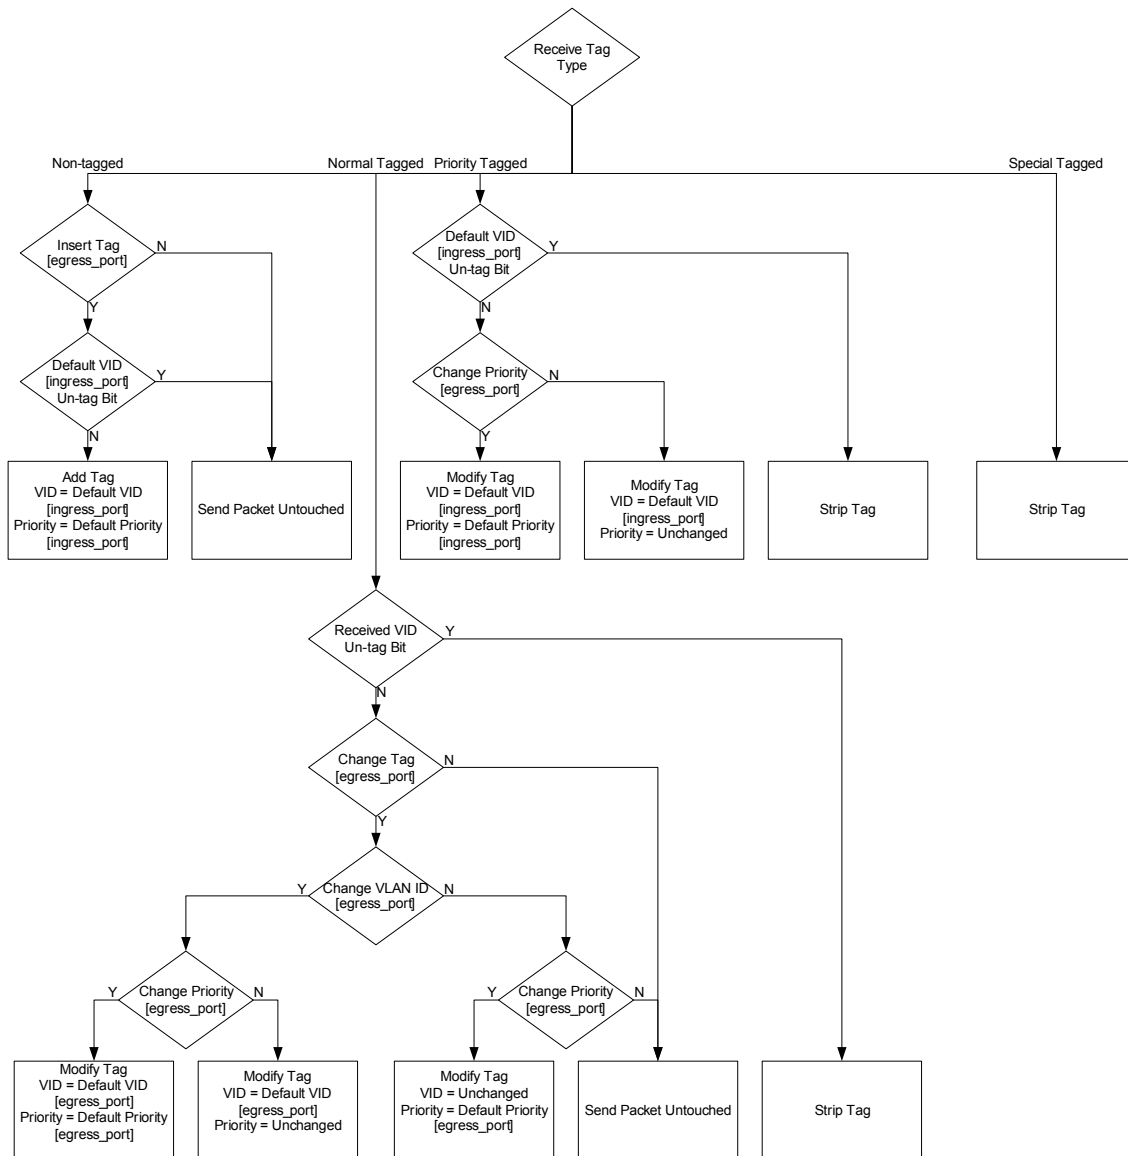 Receive Tag
Type
Non-tagged
Normal Tagged
Priority Tagged
Special Tagged
Insert Tag
[egress_port]
N
Y
Default VID
[ingress_port]
Un-tag Bit
Y
N
Default VID
[ingress_port]
Un-tag Bit
Y
N
Change Priority
[egress_port]
N
Y
Add Tag
VID = Default VID
[ingress_port]
Priority = Default Priority
[ingress_port]
Send Packet Untouched
Modify Tag
VID = Default VID
[ingress_port]
Priority = Default Priority
[ingress_port]
Modify Tag
VID = Default VID
[ingress_port]
Priority = Unchanged
Strip Tag
Strip Tag
Received VID
Un-tag Bit
Y
N
Change Tag
[egress_port]
N
Y
Y
Change VLAN ID
[egress_port]
N
Y
Change Priority
[egress_port]
N
Y
Change Priority
[egress_port]
N
Modify Tag
VID = Default VID
[egress_port]
Priority = Default Priority
[egress_port]
Modify Tag
VID = Default VID
[egress_port]
Priority = Unchanged
Modify Tag
VID = Unchanged
Priority = Default Priority
[egress_port]
Send Packet Untouched
Strip Tag